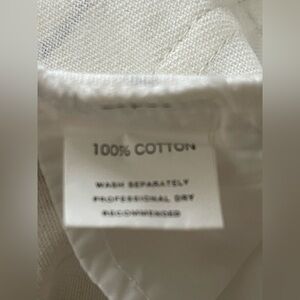 100% COTTON
WASH SEPARATELY
PROFESSIONAL DRY
RECOMMENDED